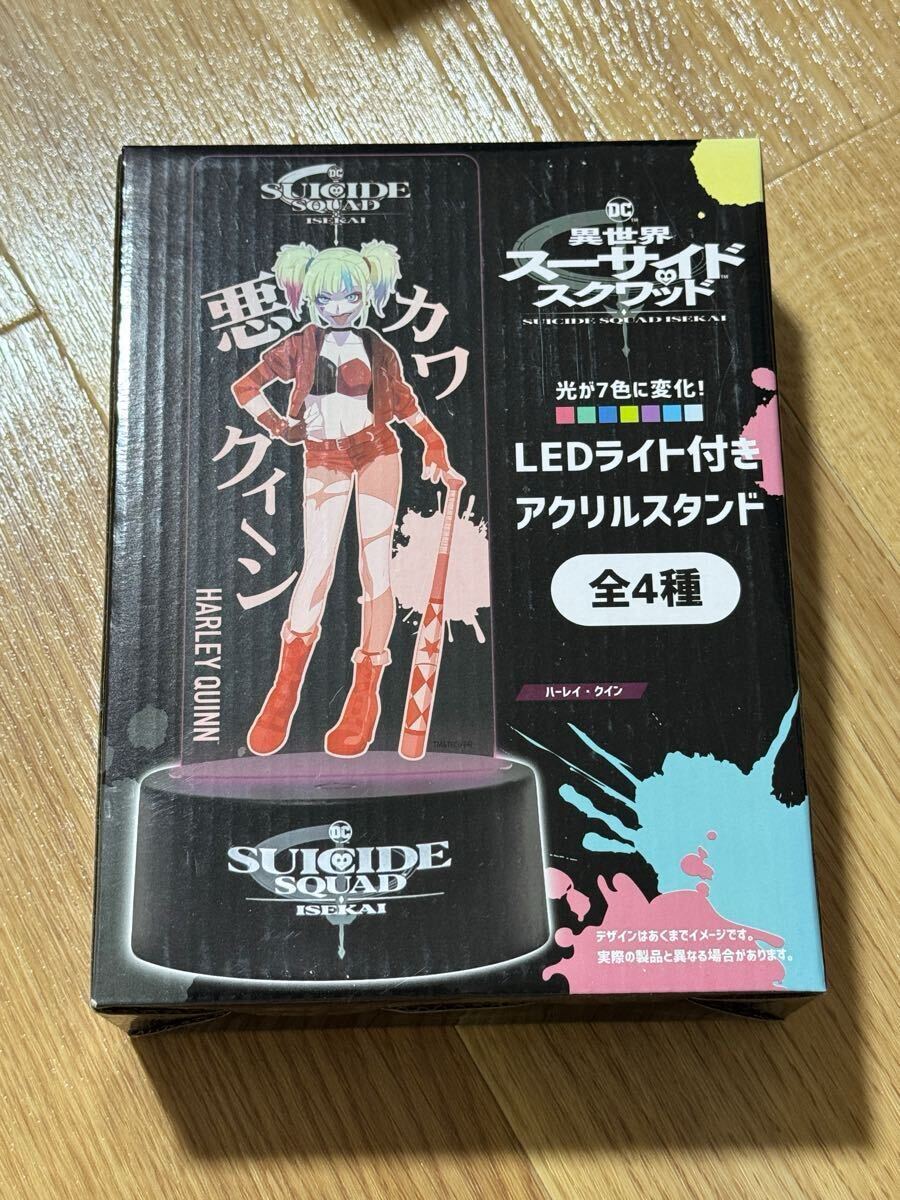 DC
SUICIDE
SQUAD
ISEKAI
カワ
悪
クイーン
HARLEY QUINN
DC
SUICIDE
SQUAD
ISEKAI
DC™
異世界
スーサイド™
スクワッド
SUICIDE SQUAD ISEKAI
光が7色に変化!
LEDライト付き
アクリルスタンド
全4種
ハーレイ・クイン
デザインはあくまでイメージです。
実際の製品と異なる場合があります。